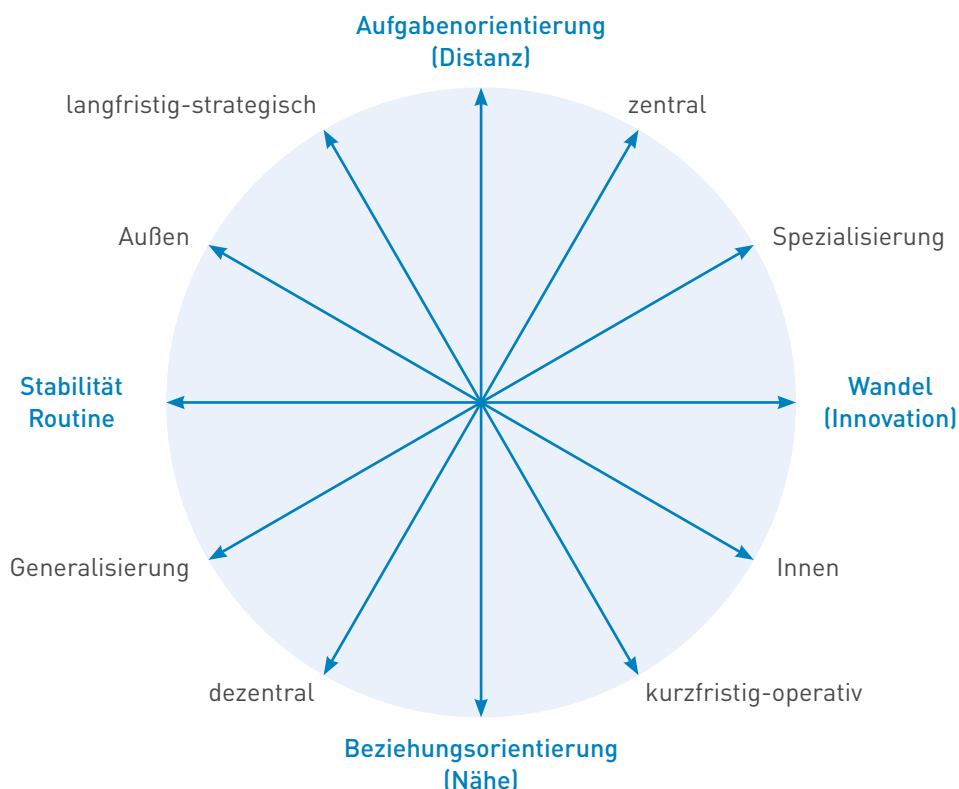 Aufgabenorientierung
(Distanz)
langfristig-strategisch
zentral
Außen
Spezialisierung
Stabilität
Routine
Wandel
(Innovation)
Generalisierung
Innen
dezentral
kurzfristig-operativ
Beziehungsorientierung
(Nähe)